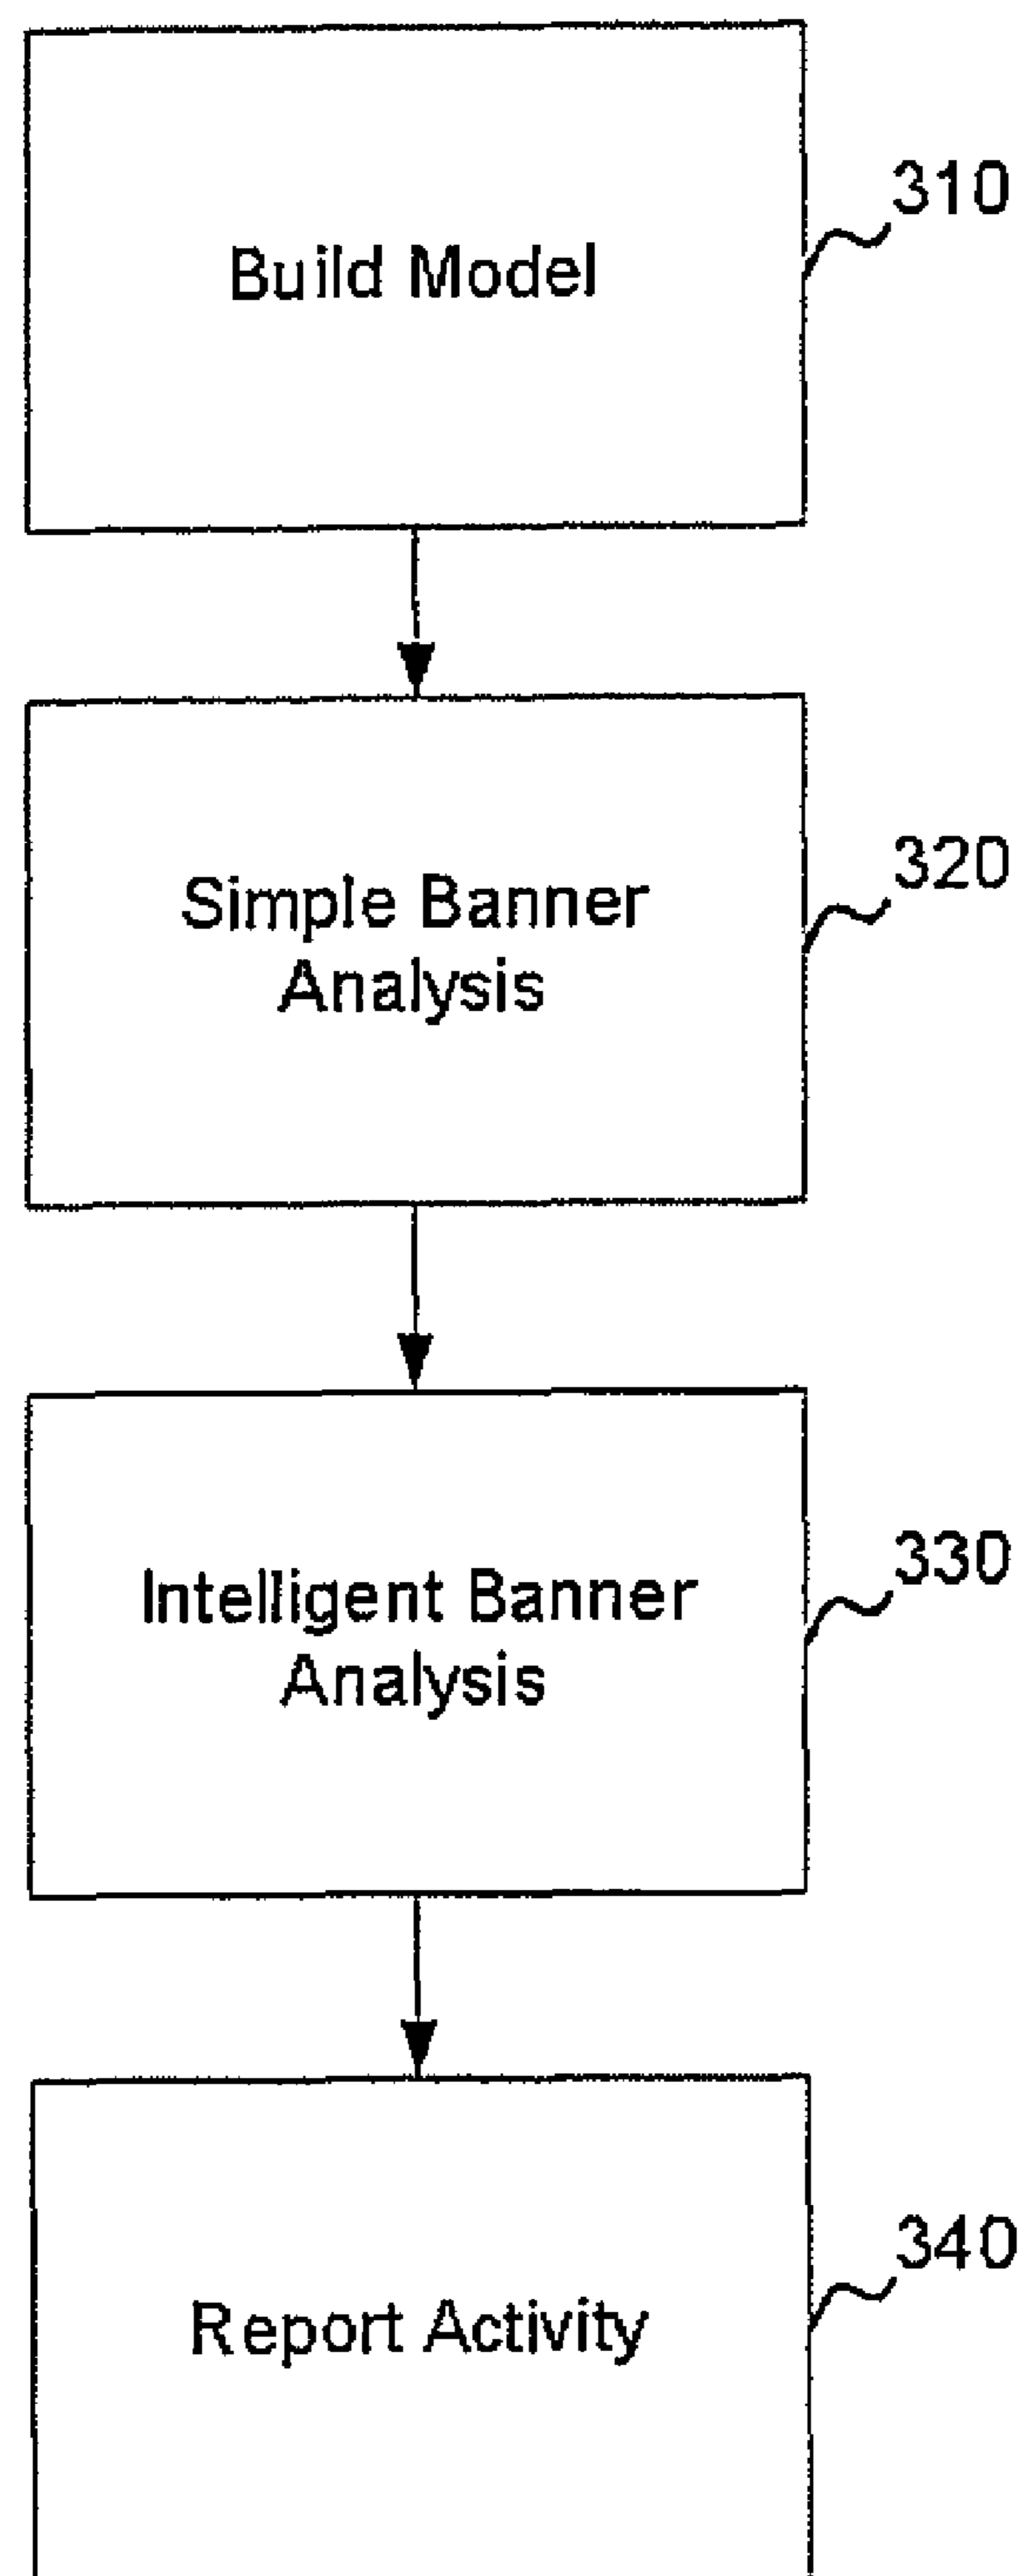 Build Model
310
Simple Banner
Analysis
320
Intelligent Banner
Analysis
330
Report Activity
340